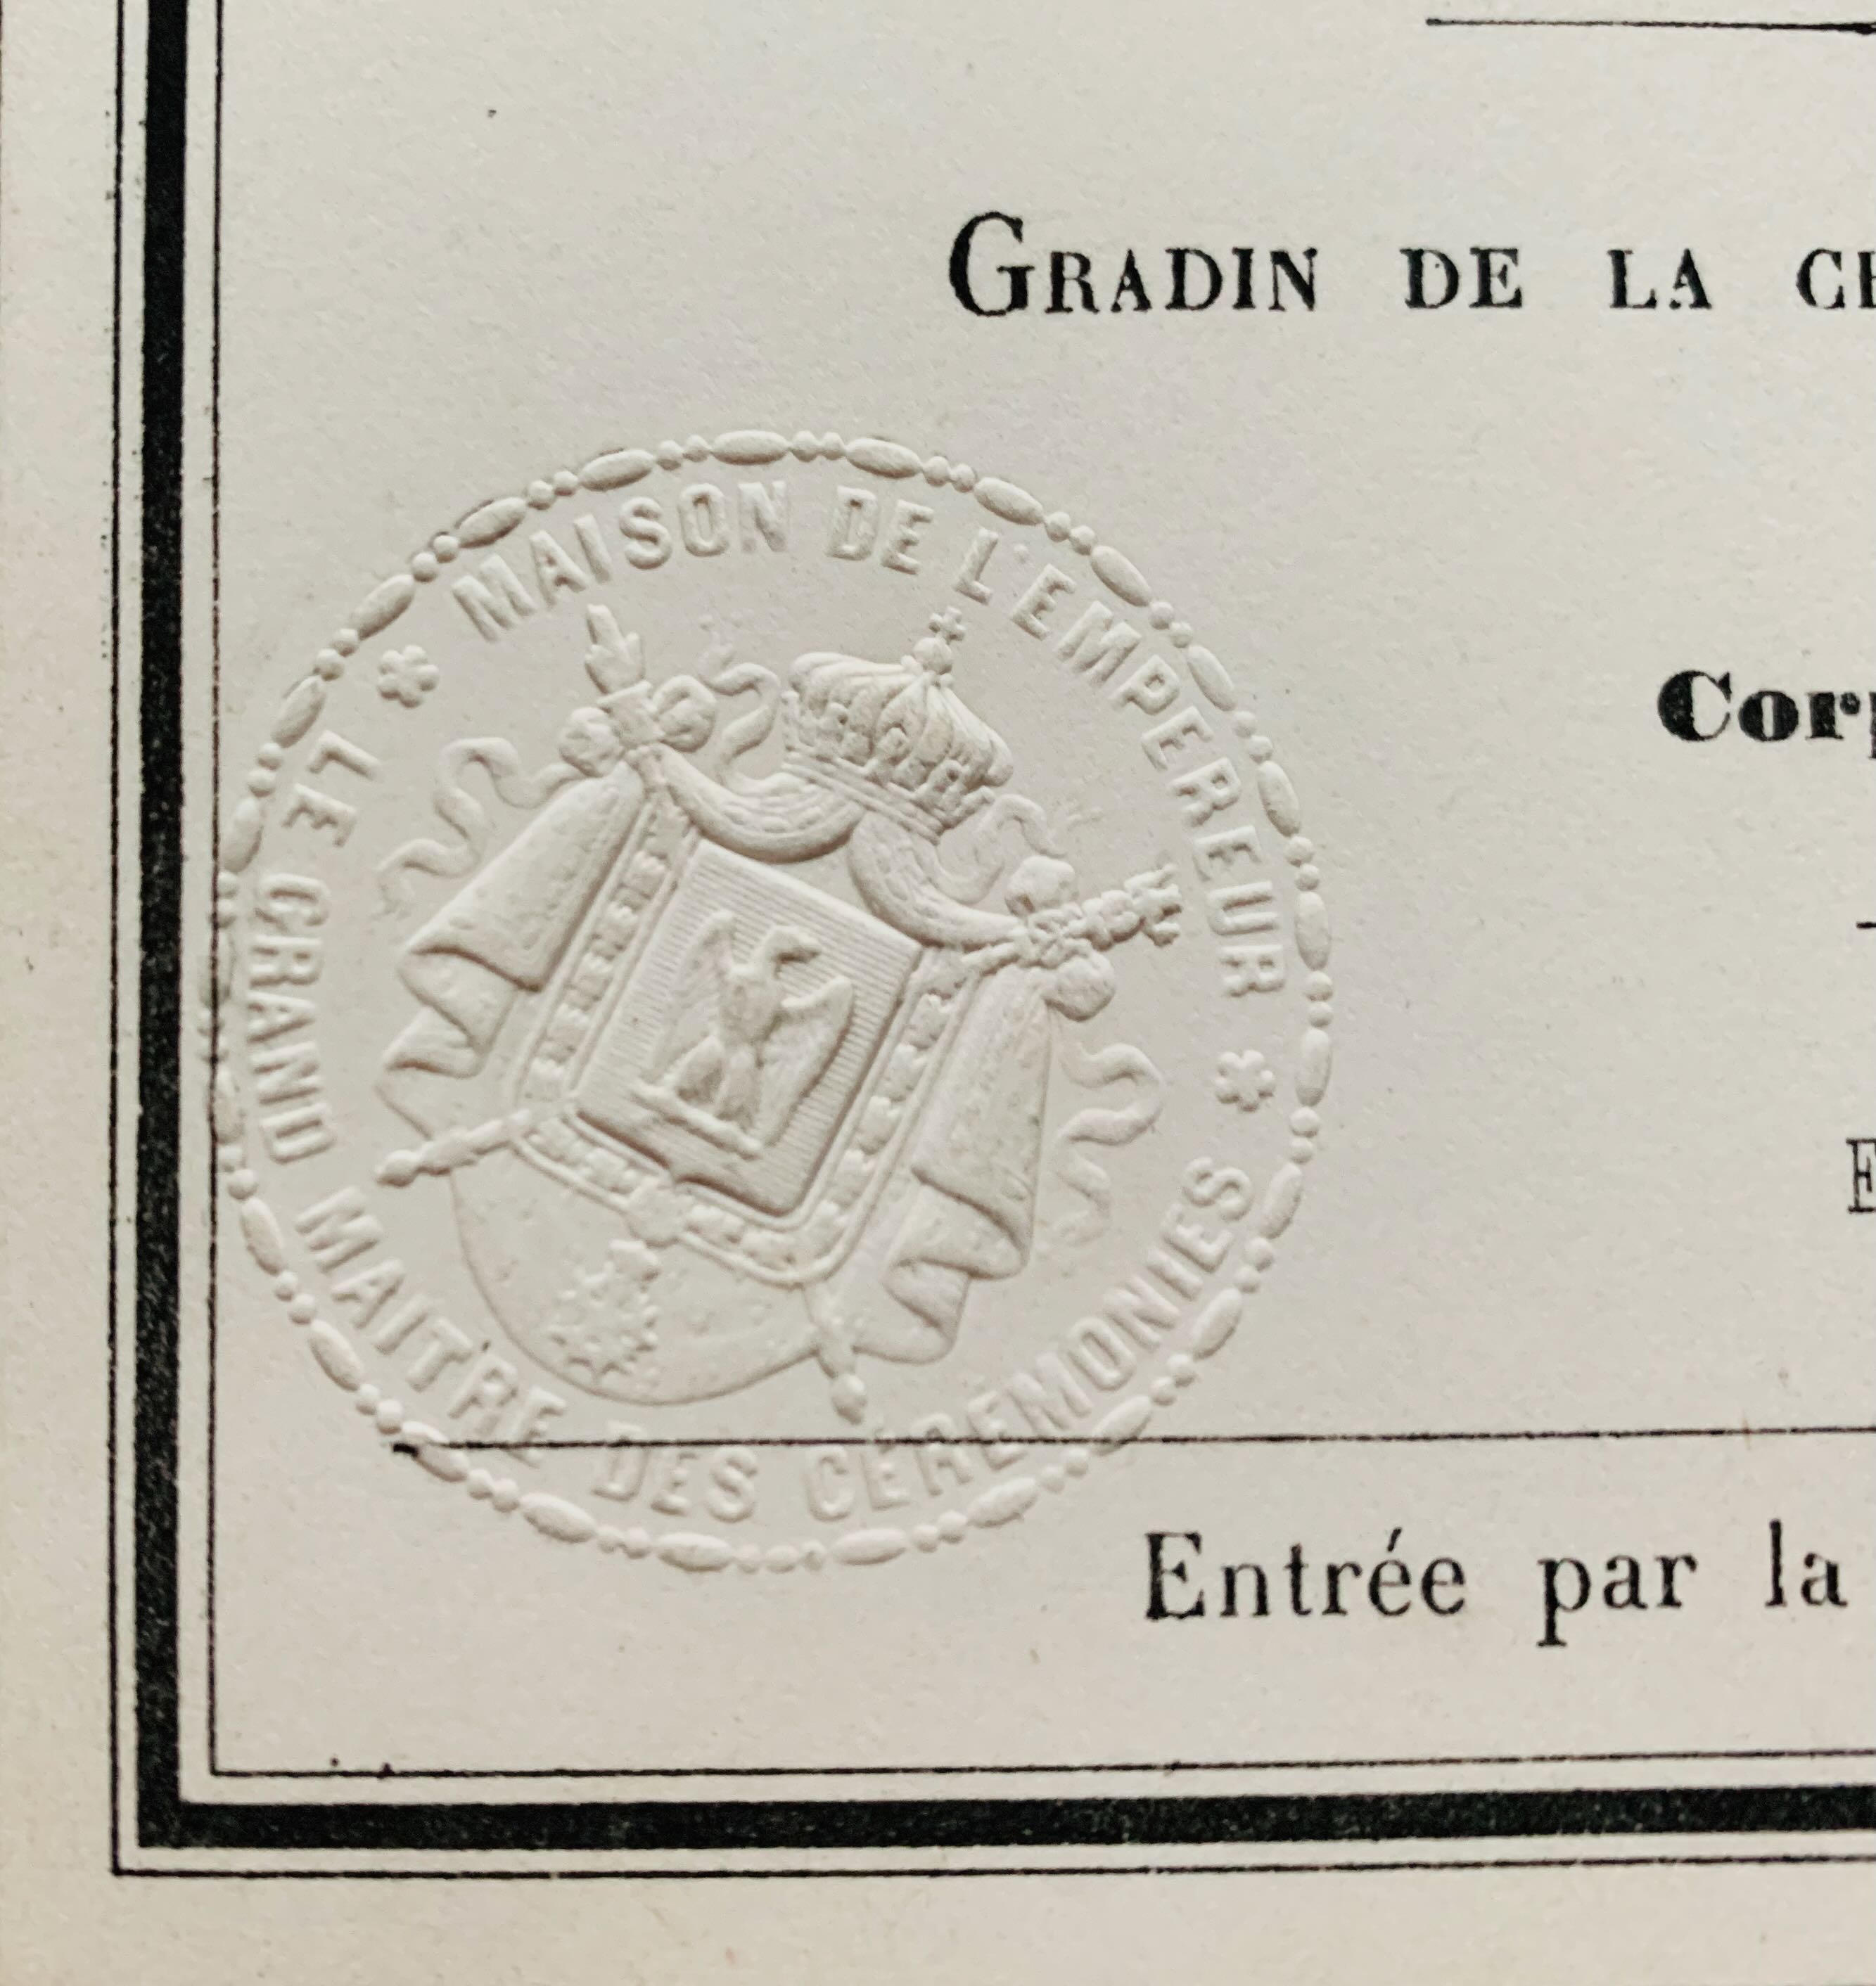 GRADIN DE LA
MAISON DE L'EMPEREUR
LE GRAND MAITRE DES CÉRÉMONIES
Entrée par la